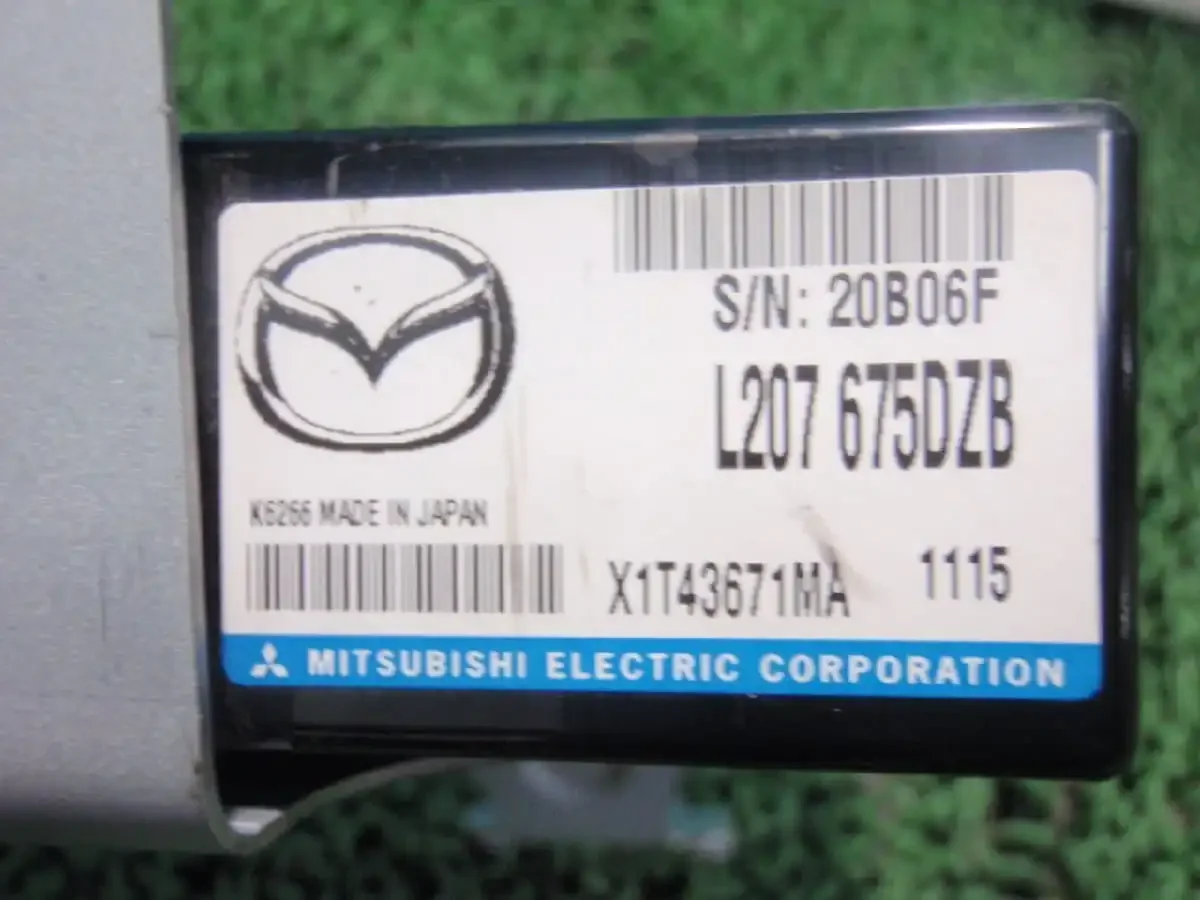 S/N: 20B06F
L207 675DZB
K6266 MADE IN JAPAN
X1T43671MA 1115
MITSUBISHI ELECTRIC CORPORATION